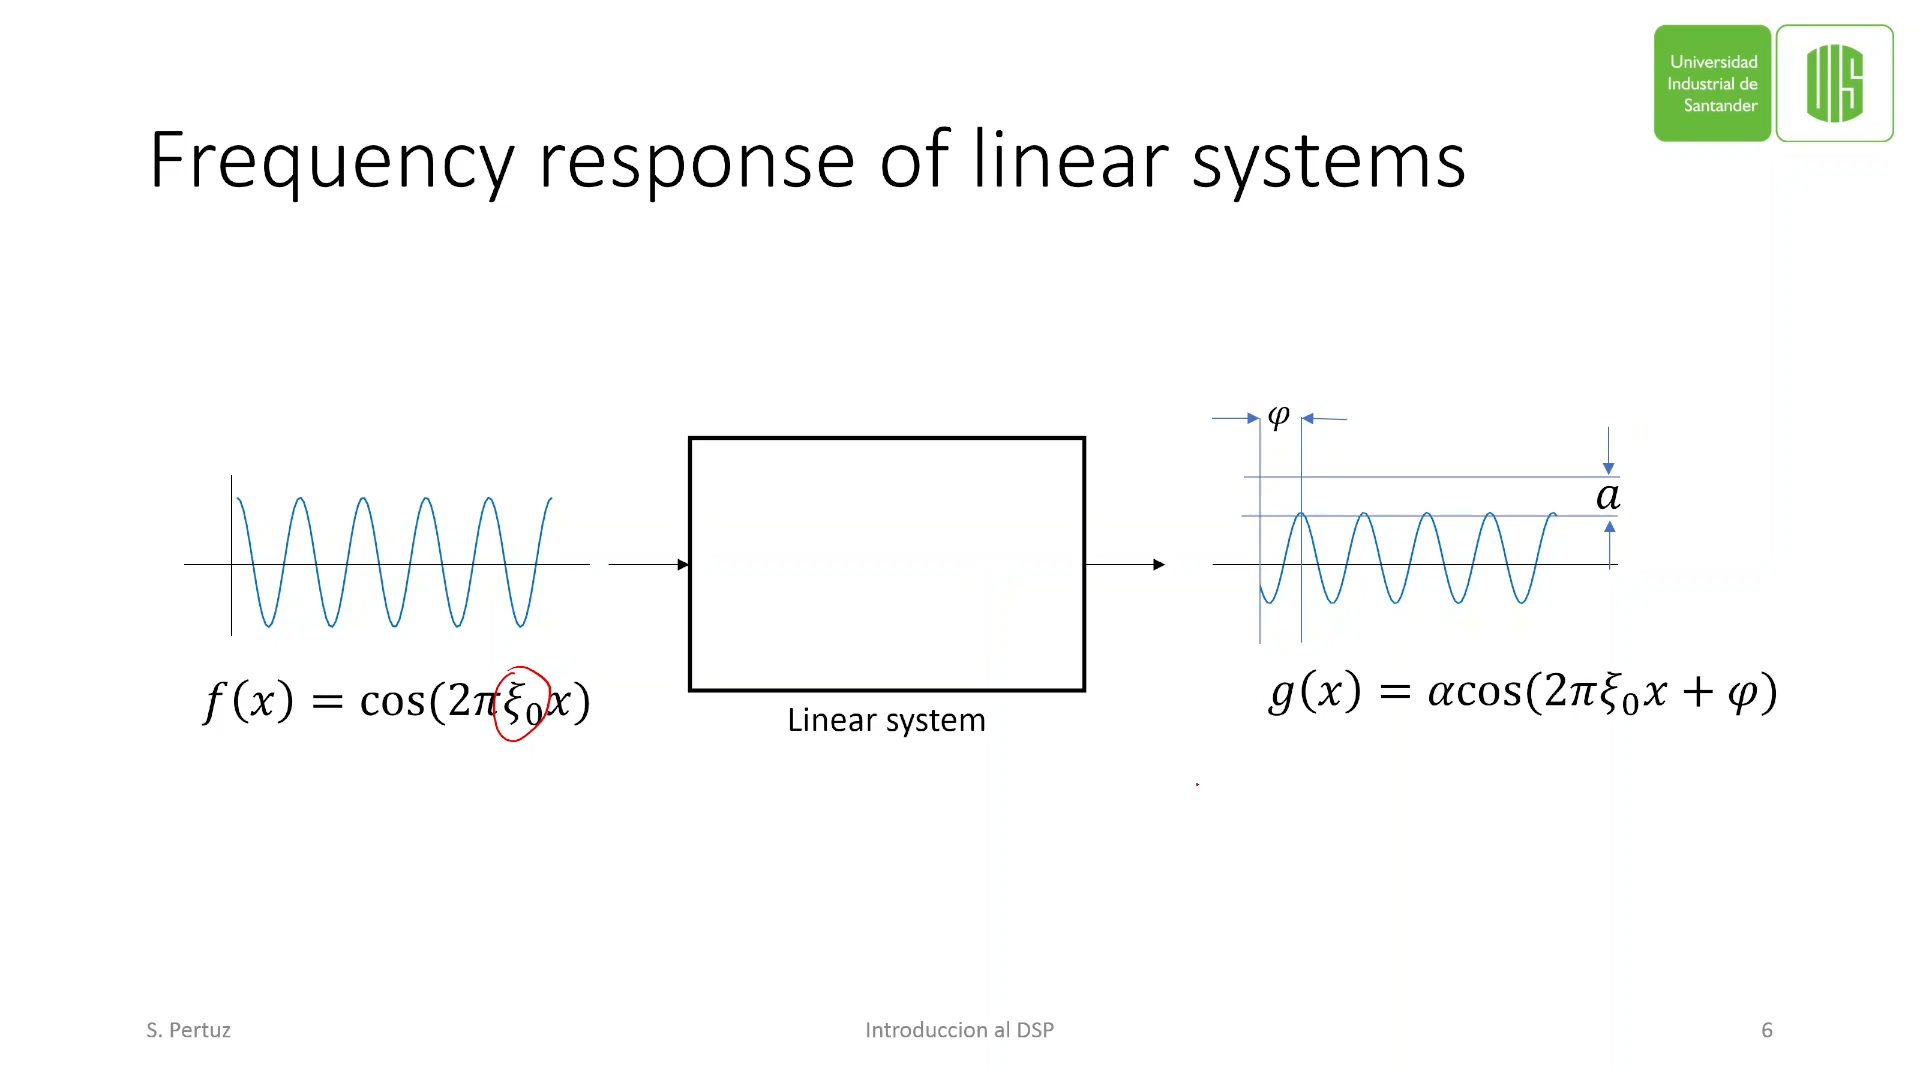 Universidad
Industrial de
Santander
UIS
Frequency response of linear systems
φ
a
f(x) = cos(2πξ₀x)
Linear system
g(x) = αcos(2πξ₀x + φ)
S. Pertuz
Introduccion al DSP
6